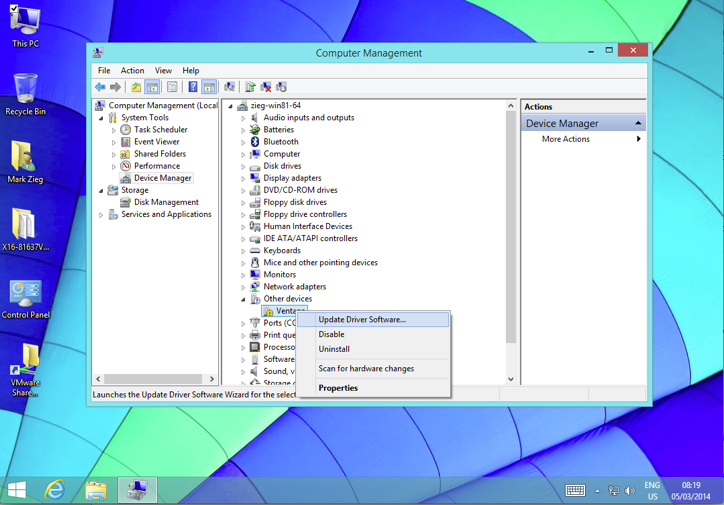 This PC
Recycle Bin
Mark Zieg
X16-81637V...
Control Panel
VMware
Share...
Computer Management
File Action View Help
Computer Management (Local
System Tools
Task Scheduler
Event Viewer
Shared Folders
Performance
Device Manager
Storage
Disk Management
Services and Applications
zieg-win81-64
Audio inputs and outputs
Batteries
Bluetooth
Computer
Disk drives
Display adapters
DVD/CD-ROM drives
Floppy disk drives
Floppy drive controllers
Human Interface Devices
IDE ATA/ATAPI controllers
Keyboards
Mice and other pointing devices
Monitors
Network adapters
Other devices
Ports (CO
Print que
Processo
Software
Sound, v
Update Driver Software...
Disable
Uninstall
Scan for hardware changes
Properties
Actions
Device Manager
More Actions
Launches the Update Driver Software Wizard for the select
ENG
US
08:19
05/03/2014